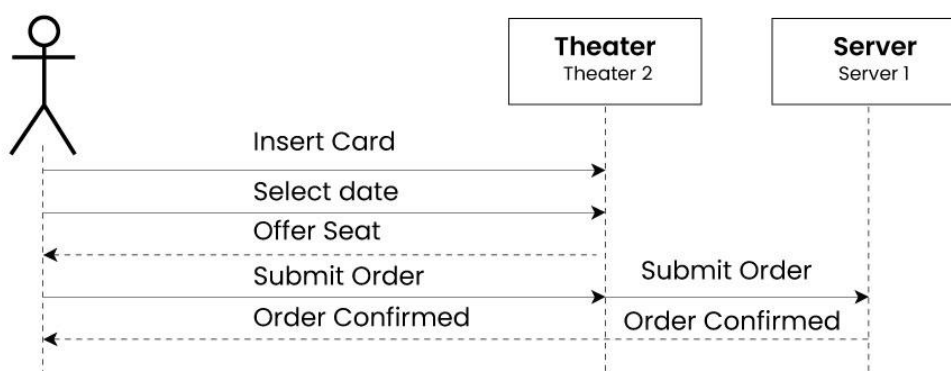 Theater
Theater 2
Server
Server 1
Insert Card
Select date
Offer Seat
Submit Order
Submit Order
Order Confirmed
Order Confirmed